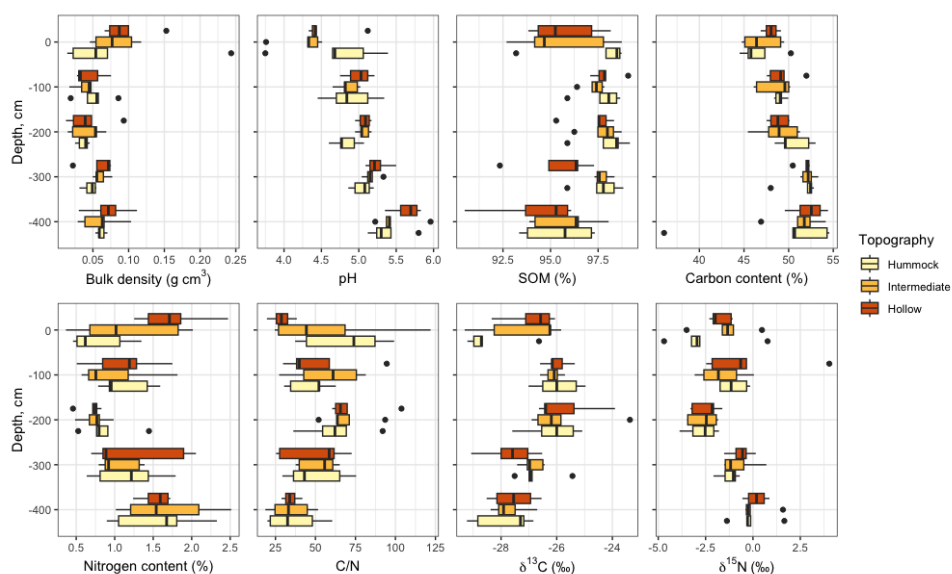 Depth, cm
0
-100
-200
-300
-400
0.05 0.10 0.15 0.20 0.25
Bulk density (g cm³)
4.0 4.5 5.0 5.5 6.0
pH
92.5 95.0 97.5
SOM (%)
40 45 50
Carbon content (%)
Topography
Hummock
Intermediate
Hollow
Depth, cm
0
-100
-200
-300
-400
0.5 1.0 1.5 2.0 2.5
Nitrogen content (%)
25 50 75 100 125
C/N
-28 -26 -24
δ¹³C (‰)
-5.0 -2.5 0.0 2.5
δ¹⁵N (‰)